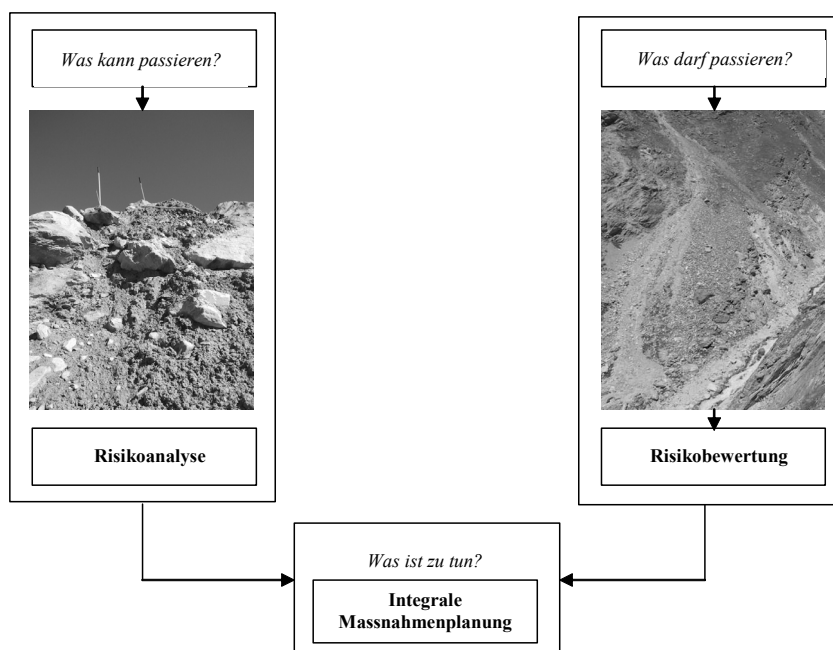 Was kann passieren?
Risikoanalyse
Was darf passieren?
Risikobewertung
Was ist zu tun?
Integrale
Massnahmenplanung